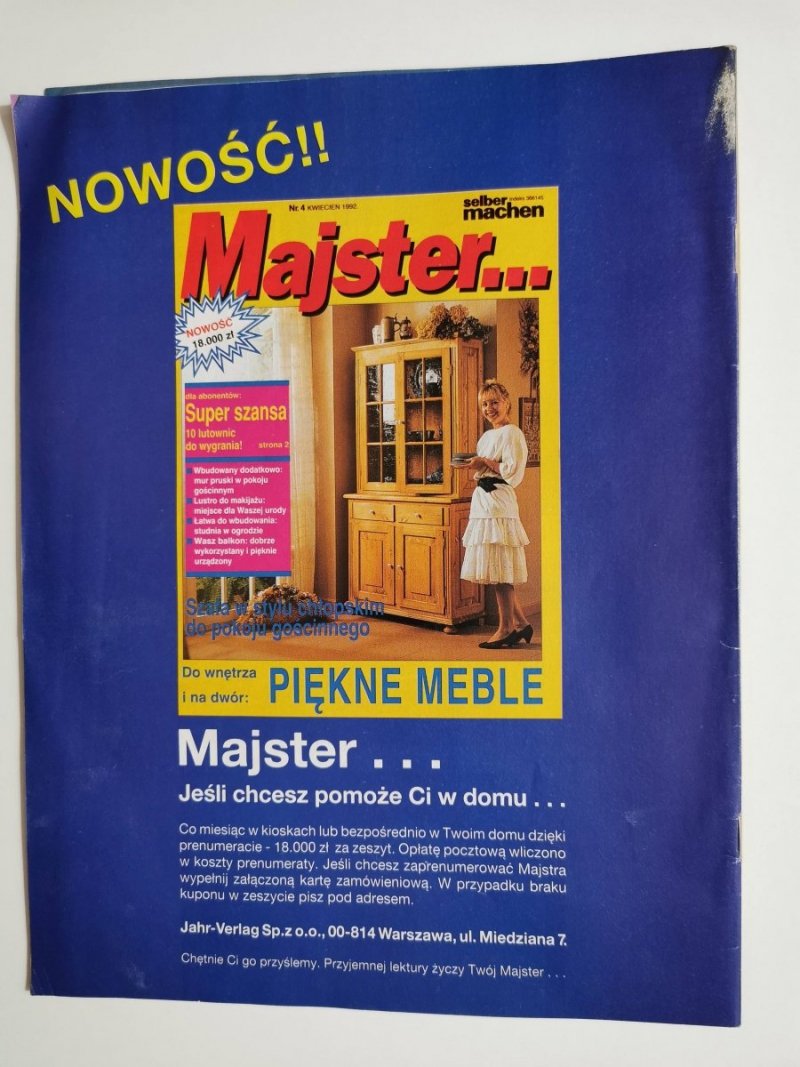 NOWOŚĆ!!
Nr. 4 KWIECIEŃ 1992.
selber
machen
indeks 366145
Majster...
NOWOŚĆ
18.000 zł
dla abonentów:
Super szansa
10 lutownic
do wygrania! strona 2
Wbudowany dodatkowo:
mur pruski w pokoju
gościnnym
Lustro do makijażu:
miejsce dla Waszej urody
Łatwa do wbudowania:
studnia w ogrodzie
Wasz balkon: dobrze
wykorzystany i pięknie
urządzony
Szafa w stylu chłopskim
do pokoju gościnnego
Do wnętrza
i na dwór:
PIĘKNE MEBLE
Majster . . .
Jeśli chcesz pomoże Ci w domu . . .
Co miesiąc w kioskach lub bezpośrednio w Twoim domu dzięki
prenumeracie - 18.000 zł za zeszyt. Opłatę pocztową wliczono
w koszty prenumeraty. Jeśli chcesz zaprenumerować Majstra
wypełnij załączoną kartę zamówieniową. W przypadku braku
kuponu w zeszycie pisz pod adresem.
Jahr-Verlag Sp.z o.o., 00-814 Warszawa, ul. Miedziana 7.
Chętnie Ci go przyślemy. Przyjemnej lektury życzy Twój Majster . . .